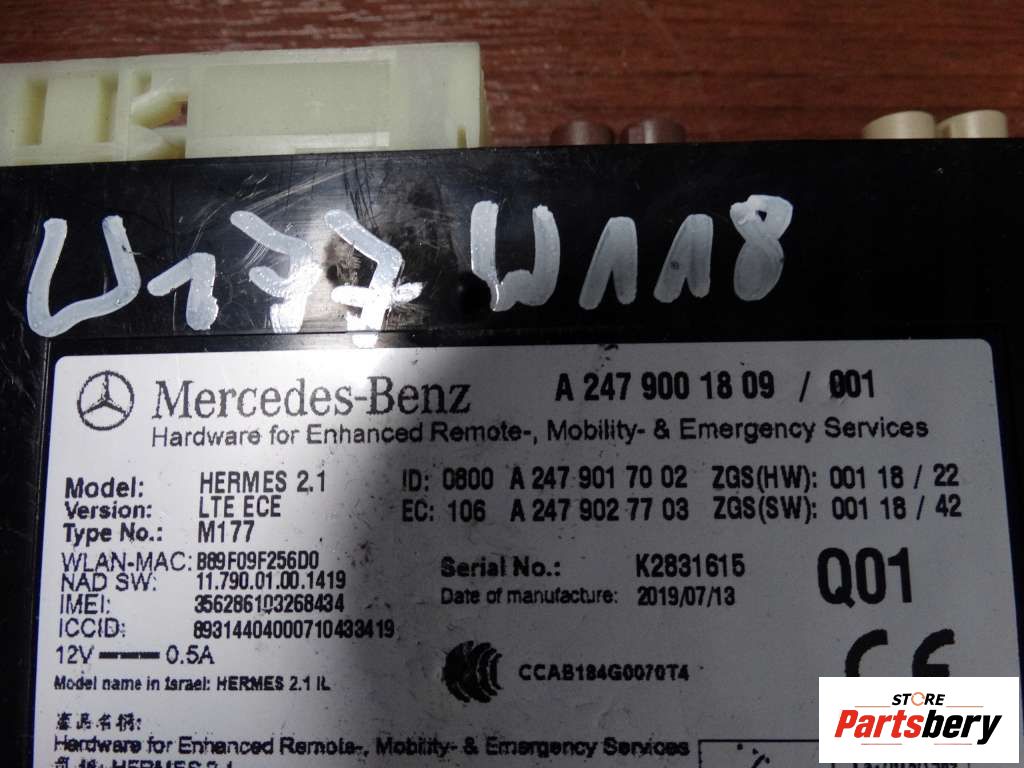 W177 W118
Mercedes-Benz A 247 900 18 09 / 001
Hardware for Enhanced Remote-, Mobility- & Emergency Services
Model: HERMES 2.1 ID: 0800 A 247 901 70 02 ZGS(HW): 001 18 / 22
Version: LTE ECE EC: 106 A 247 902 77 03 ZGS(SW): 001 18 / 42
Type No.: M177
WLAN-MAC: B89F09F256D0 Serial No.: K2831615 Q01
NAD SW: 11.790.01.00.1419 Date of manufacture: 2019/07/13
IMEI: 356286103268434
ICCID: 89314404000710433419
12V 0.5A CCAB184G0070T4 CE
Model name in Israel: HERMES 2.1 IL
Hardware for Enhanced Remote-, Mobility- & Emergency Services
HERMES 2.1
STORE
Partsbery